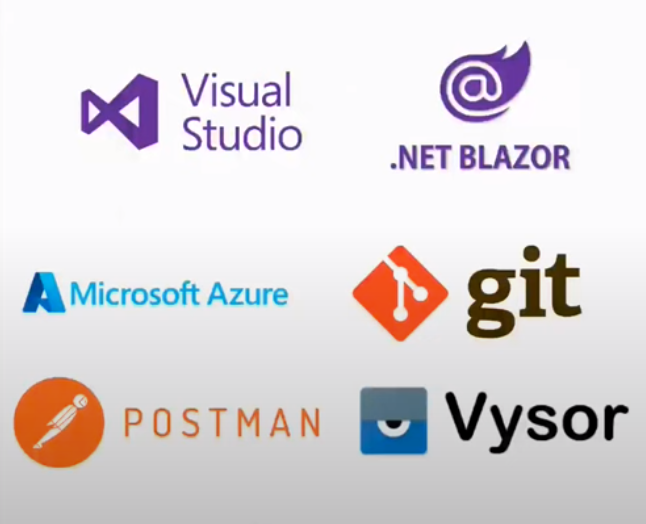 Visual
Studio
@
.NET BLAZOR
Microsoft Azure
git
POSTMAN
Vysor